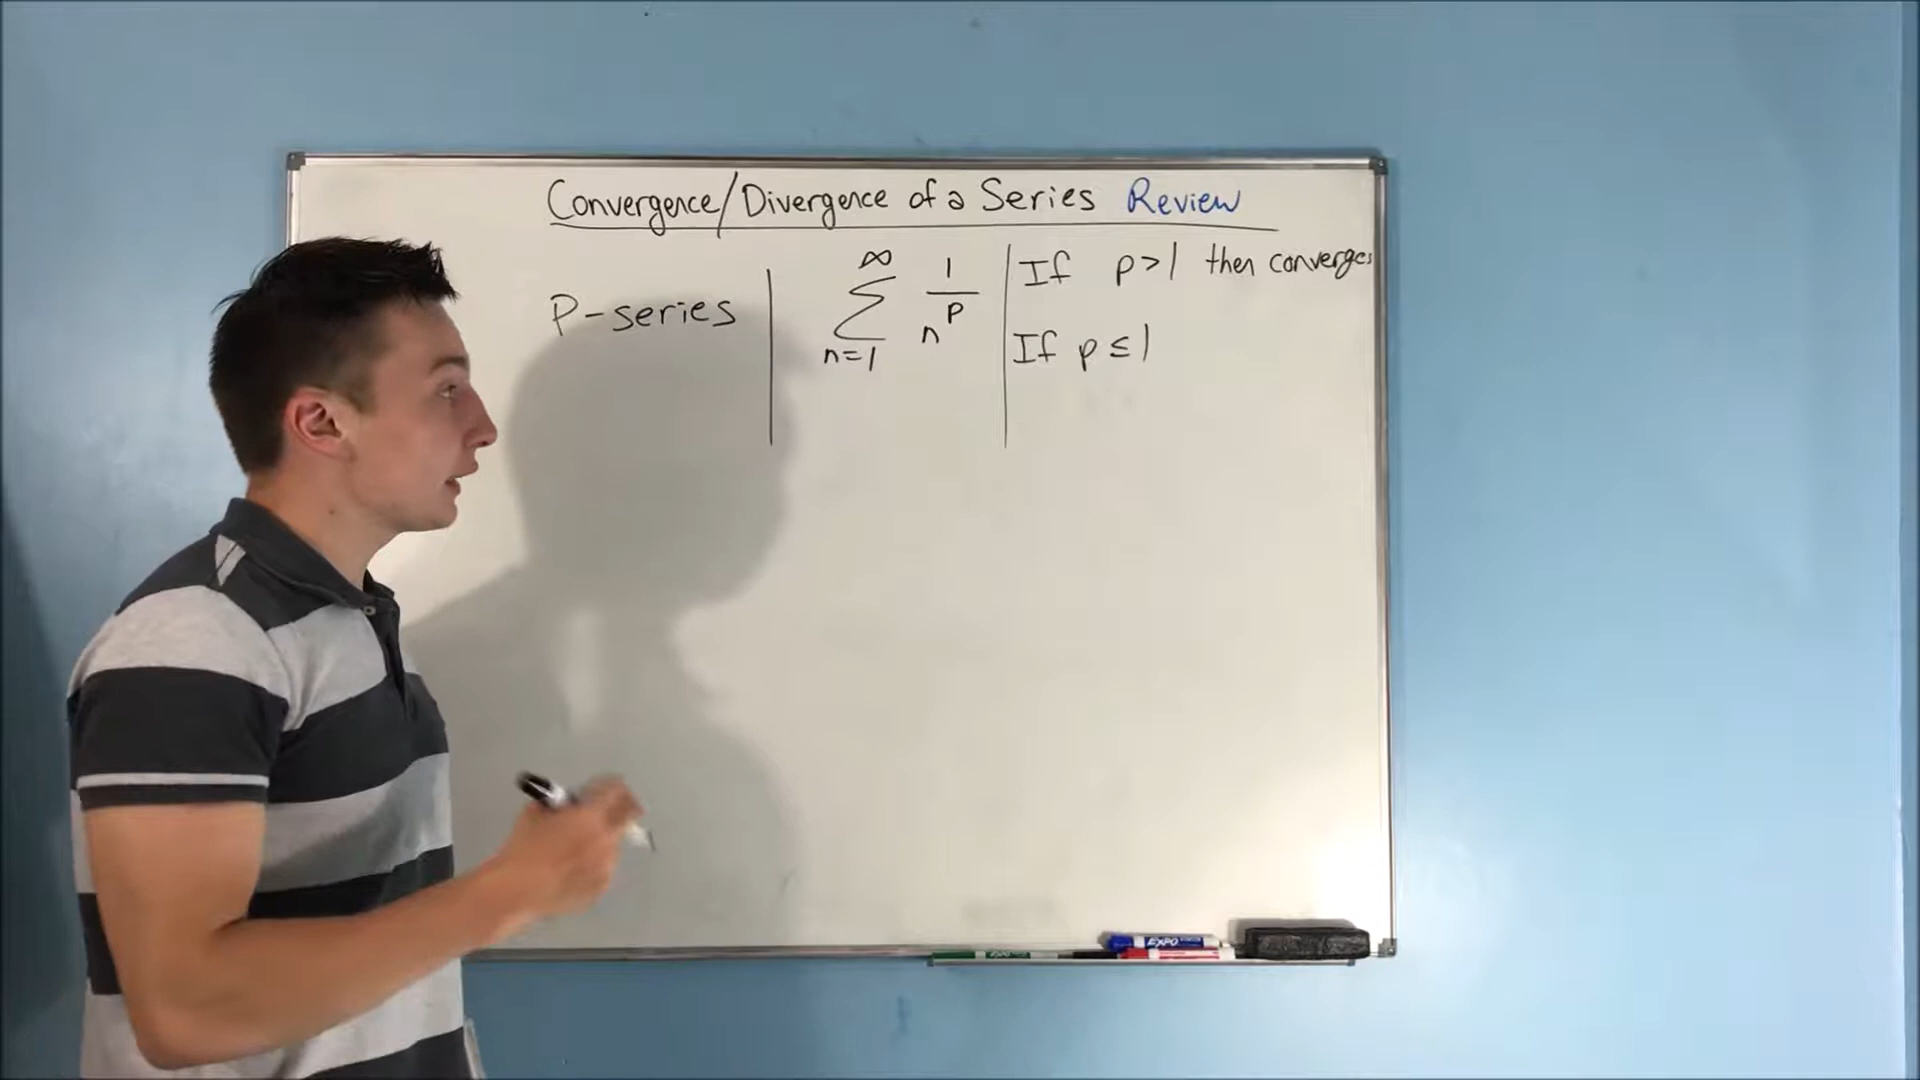 Convergence/Divergence of a Series Review
P-series
∞
∑ 1/n^p
n=1
If p>1 then converges
If p≤1
EXPO